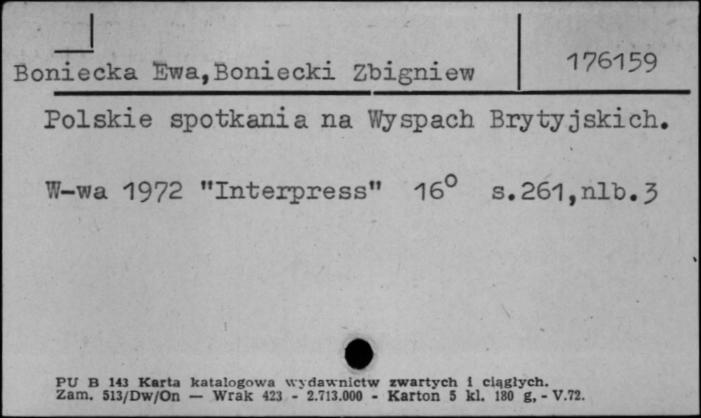 Boniecka Ewa,Boniecki Zbigniew
176159
Polskie spotkania na Wyspach Brytyjskich.
W-wa 1972 "Interpress" 16° s.261,nlb.3
PU B 143 Karta katalogowa wydawnictw zwartych i ciągłych.
Zam. 513/Dw/On — Wrak 423 - 2.713.000 - Karton 5 kl. 180 g, - V.72.